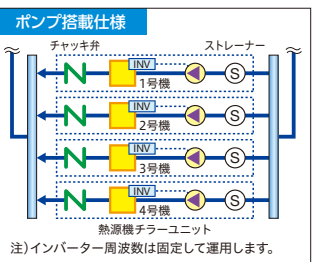 ポンプ搭載仕様
チャッキ弁 ストレーナー
INV
1号機
S
INV
2号機
S
INV
3号機
S
INV
4号機
S
熱源機チラーユニット
注)インバーター周波数は固定して運用します。